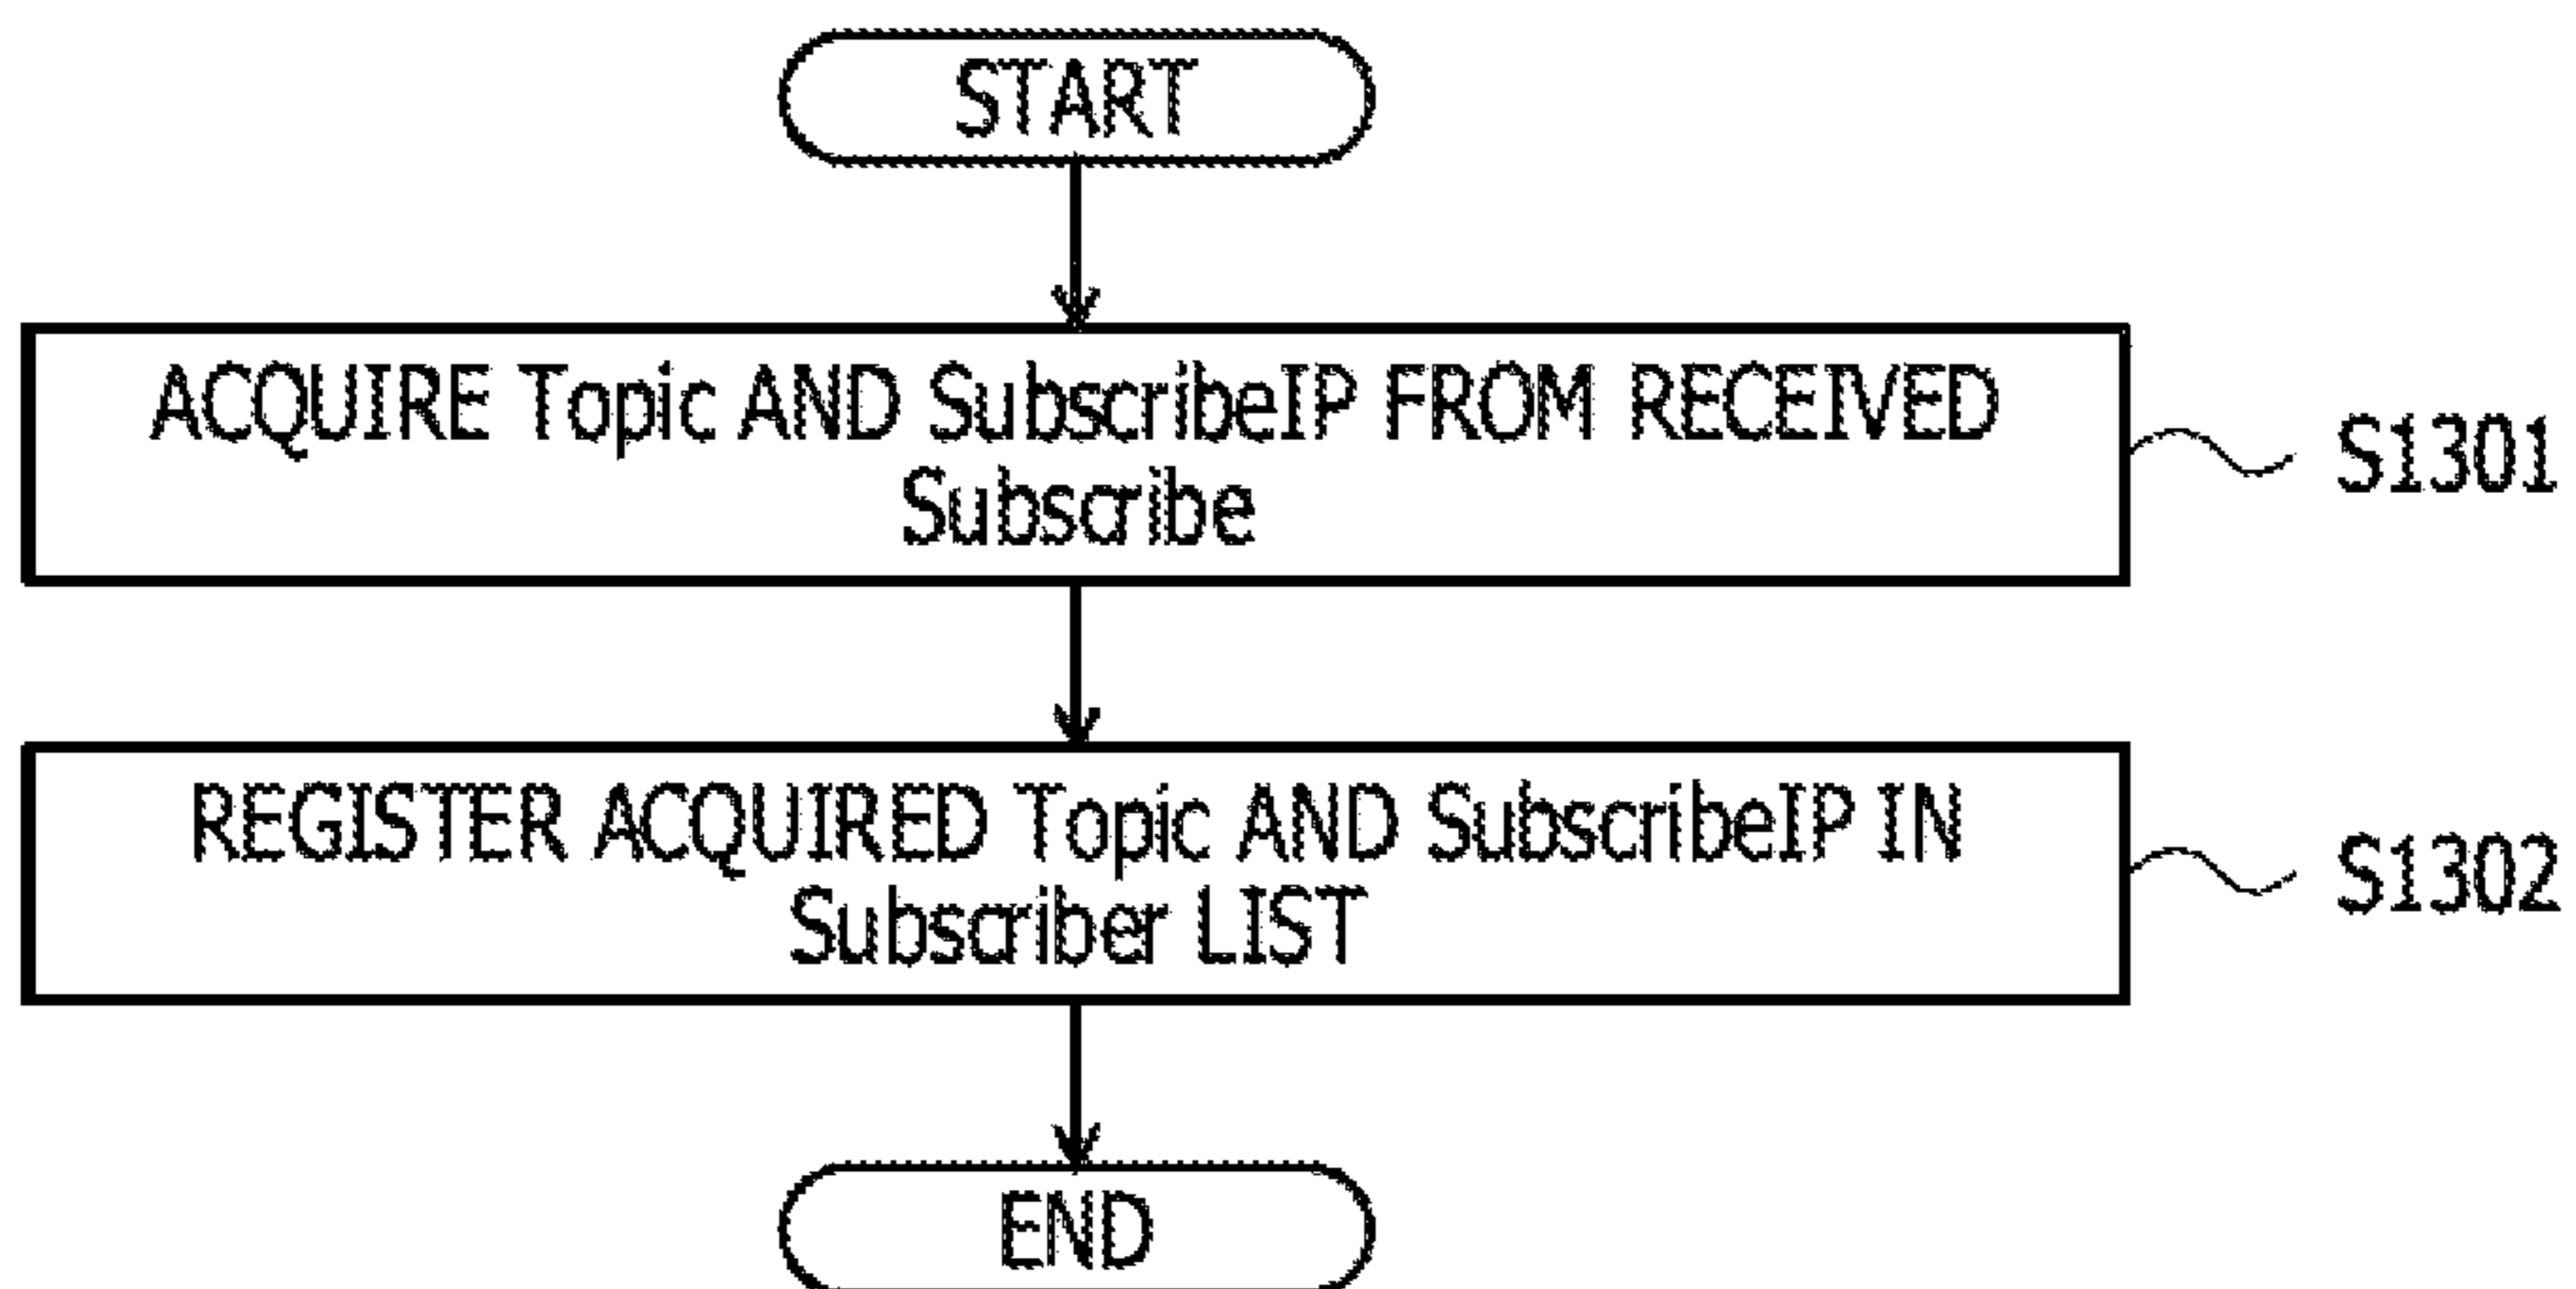 START
ACQUIRE Topic AND SubscribeIP FROM RECEIVED
Subscribe
S1301
REGISTER ACQUIRED Topic AND SubscribeIP IN
Subscriber LIST
S1302
END